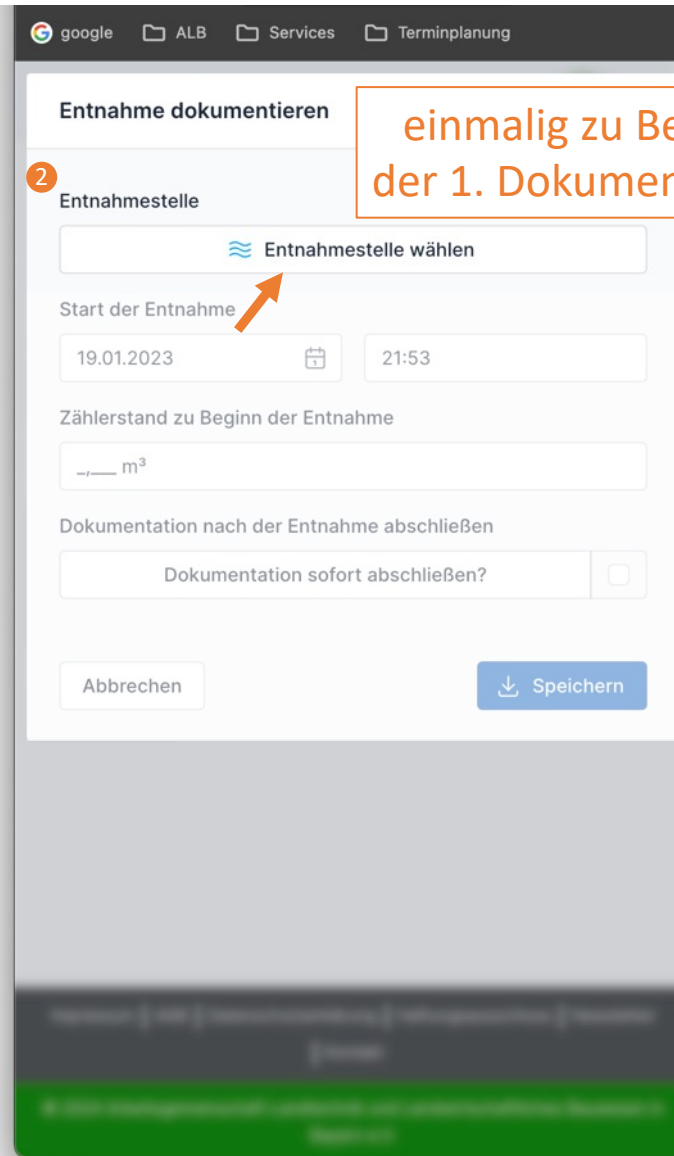 google ALB Services Terminplanung
Entnahme dokumentieren
einmalig zu Be
der 1. Dokumen
2
Entnahmestelle
Entnahmestelle wählen
Start der Entnahme
19.01.2023 21:53
Zählerstand zu Beginn der Entnahme
_,___ m³
Dokumentation nach der Entnahme abschließen
Dokumentation sofort abschließen?
Abbrechen Speichern